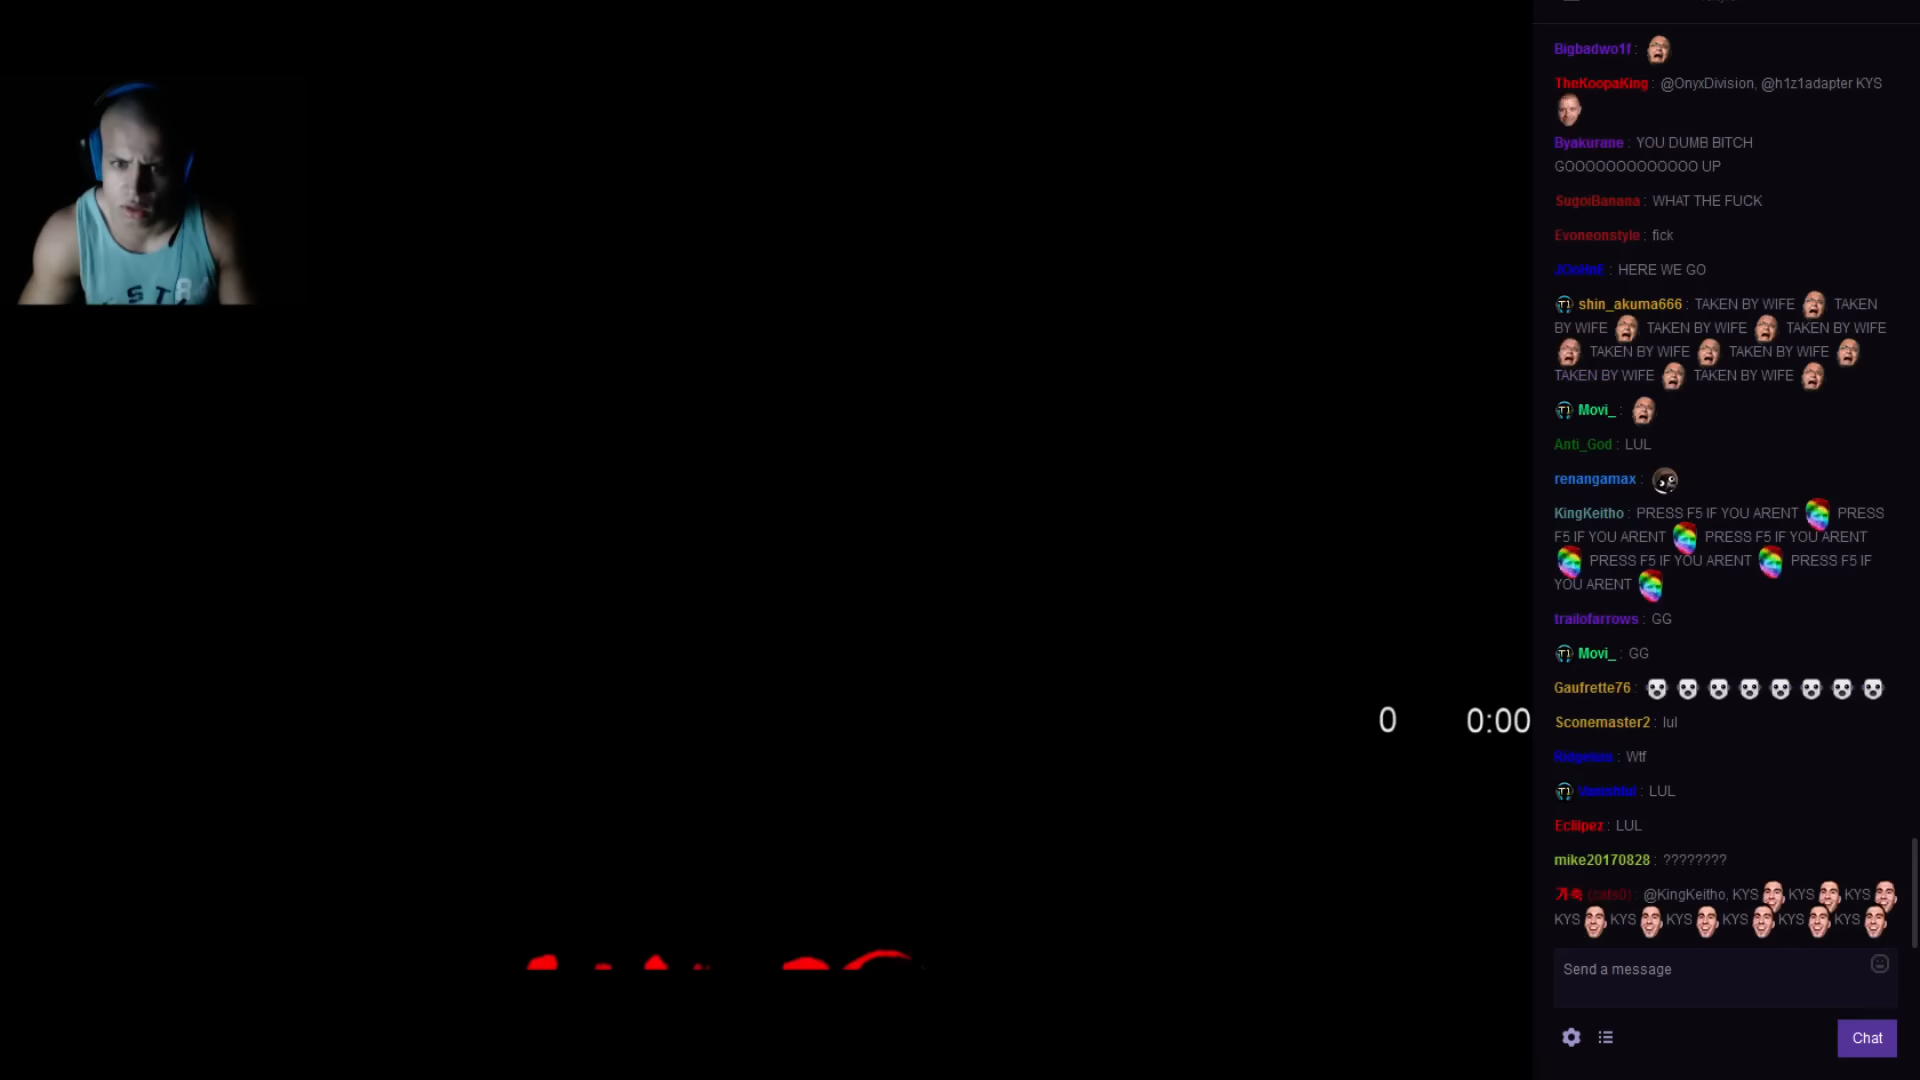 Bigbadwo1f :
TheKoopaKing : @OnyxDivision, @h1z1adapter KYS
Byakurane : YOU DUMB BITCH
GOOOOOOOOOOOOO UP
SugoiBanana : WHAT THE FUCK
Evoneonstyle : fick
: HERE WE GO
shin_akuma666 : TAKEN BY WIFE TAKEN
BY WIFE TAKEN BY WIFE TAKEN BY WIFE
TAKEN BY WIFE TAKEN BY WIFE
TAKEN BY WIFE TAKEN BY WIFE
Movi_ :
Anti_God : LUL
renangamax :
KingKeitho : PRESS F5 IF YOU ARENT PRESS
F5 IF YOU ARENT PRESS F5 IF YOU ARENT
PRESS F5 IF YOU ARENT PRESS F5 IF
YOU ARENT
trailofarrows : GG
Movi_ : GG
Gaufrette76 :
0 0:00
Sconemaster2 : lul
: Wtf
: LUL
Ecliipez : LUL
mike20170828 : ????????
@KingKeitho, KYS KYS KYS
KYS KYS KYS KYS KYS KYS
Send a message
Chat